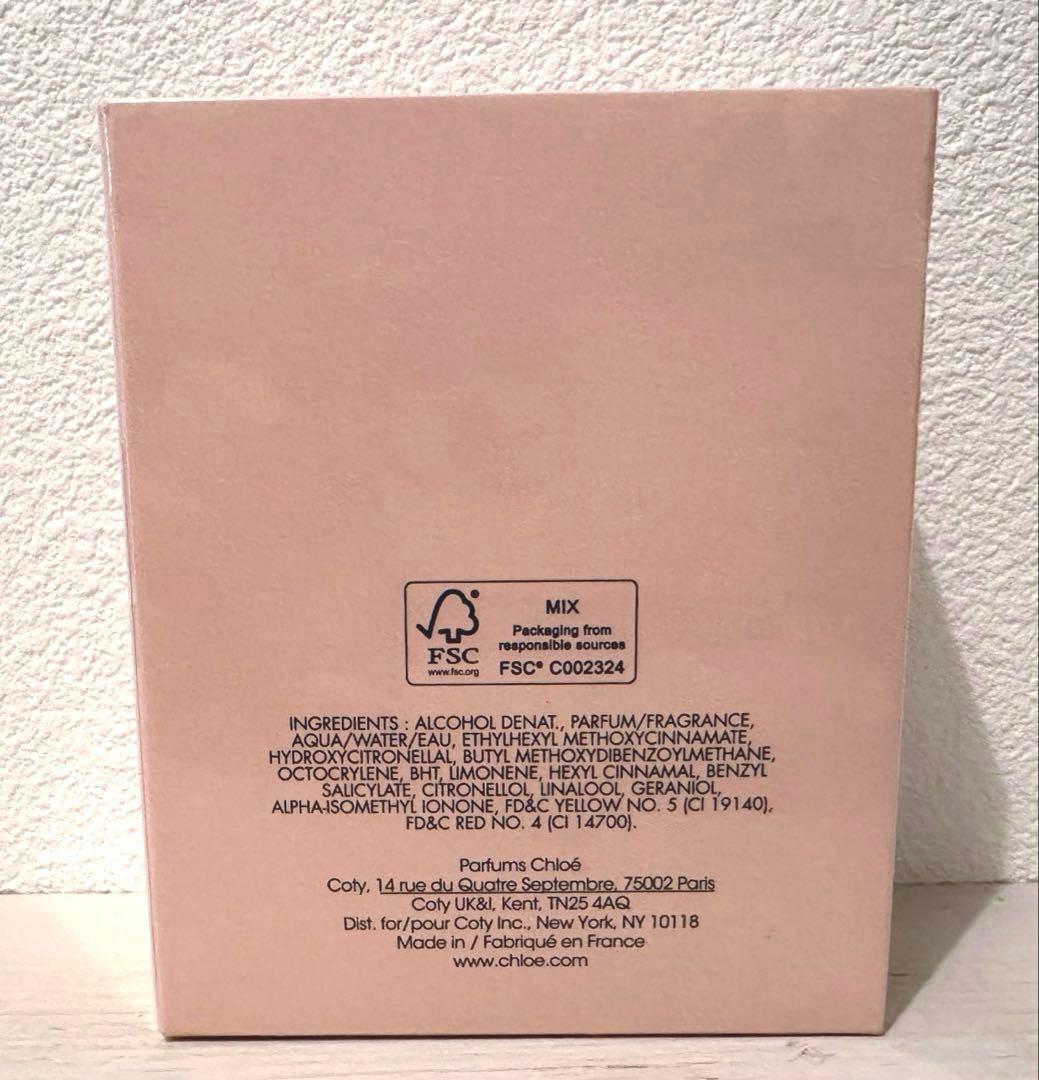 FSC
www.fsc.org
MIX
Packaging from
responsible sources
FSC® C002324
INGREDIENTS : ALCOHOL DENAT., PARFUM/FRAGRANCE,
AQUA/WATER/EAU, ETHYLHEXYL METHOXYCINNAMATE,
HYDROXYCITRONELLAL, BUTYL METHOXYDIBENZOYLMETHANE,
OCTOCRYLENE, BHT, LIMONENE, HEXYL CINNAMAL, BENZYL
SALICYLATE, CITRONELLOL, LINALOOL, GERANIOL,
ALPHA-ISOMETHYL IONONE, FD&C YELLOW NO. 5 (CI 19140),
FD&C RED NO. 4 (CI 14700).
Parfums Chloé
Coty, 14 rue du Quatre Septembre, 75002 Paris
Coty UK&I, Kent, TN25 4AQ
Dist. for/pour Coty Inc., New York, NY 10118
Made in / Fabriqué en France
www.chloe.com